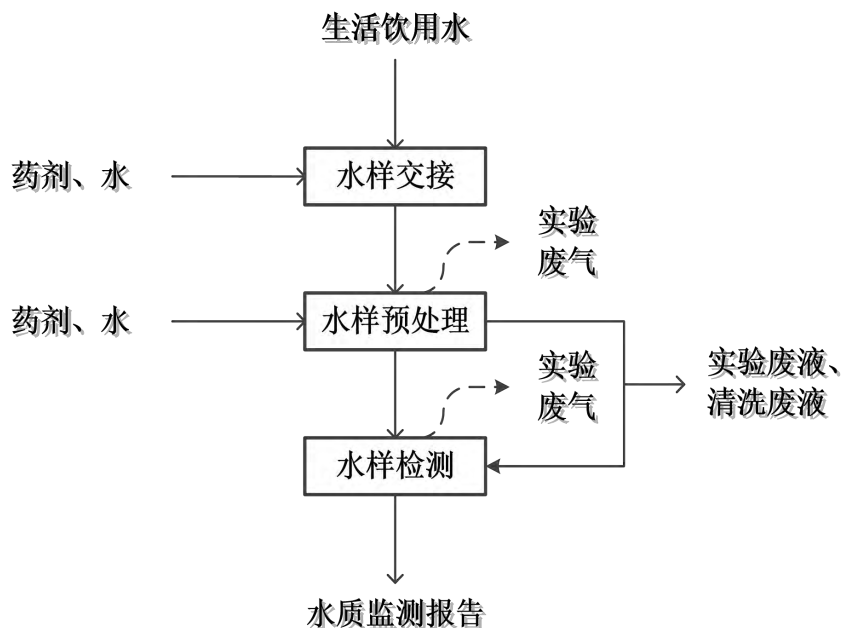 生活饮用水
药剂、水
水样交接
实验
废气
药剂、水
水样预处理
实验废液、
清洗废液
实验
废气
水样检测
水质监测报告